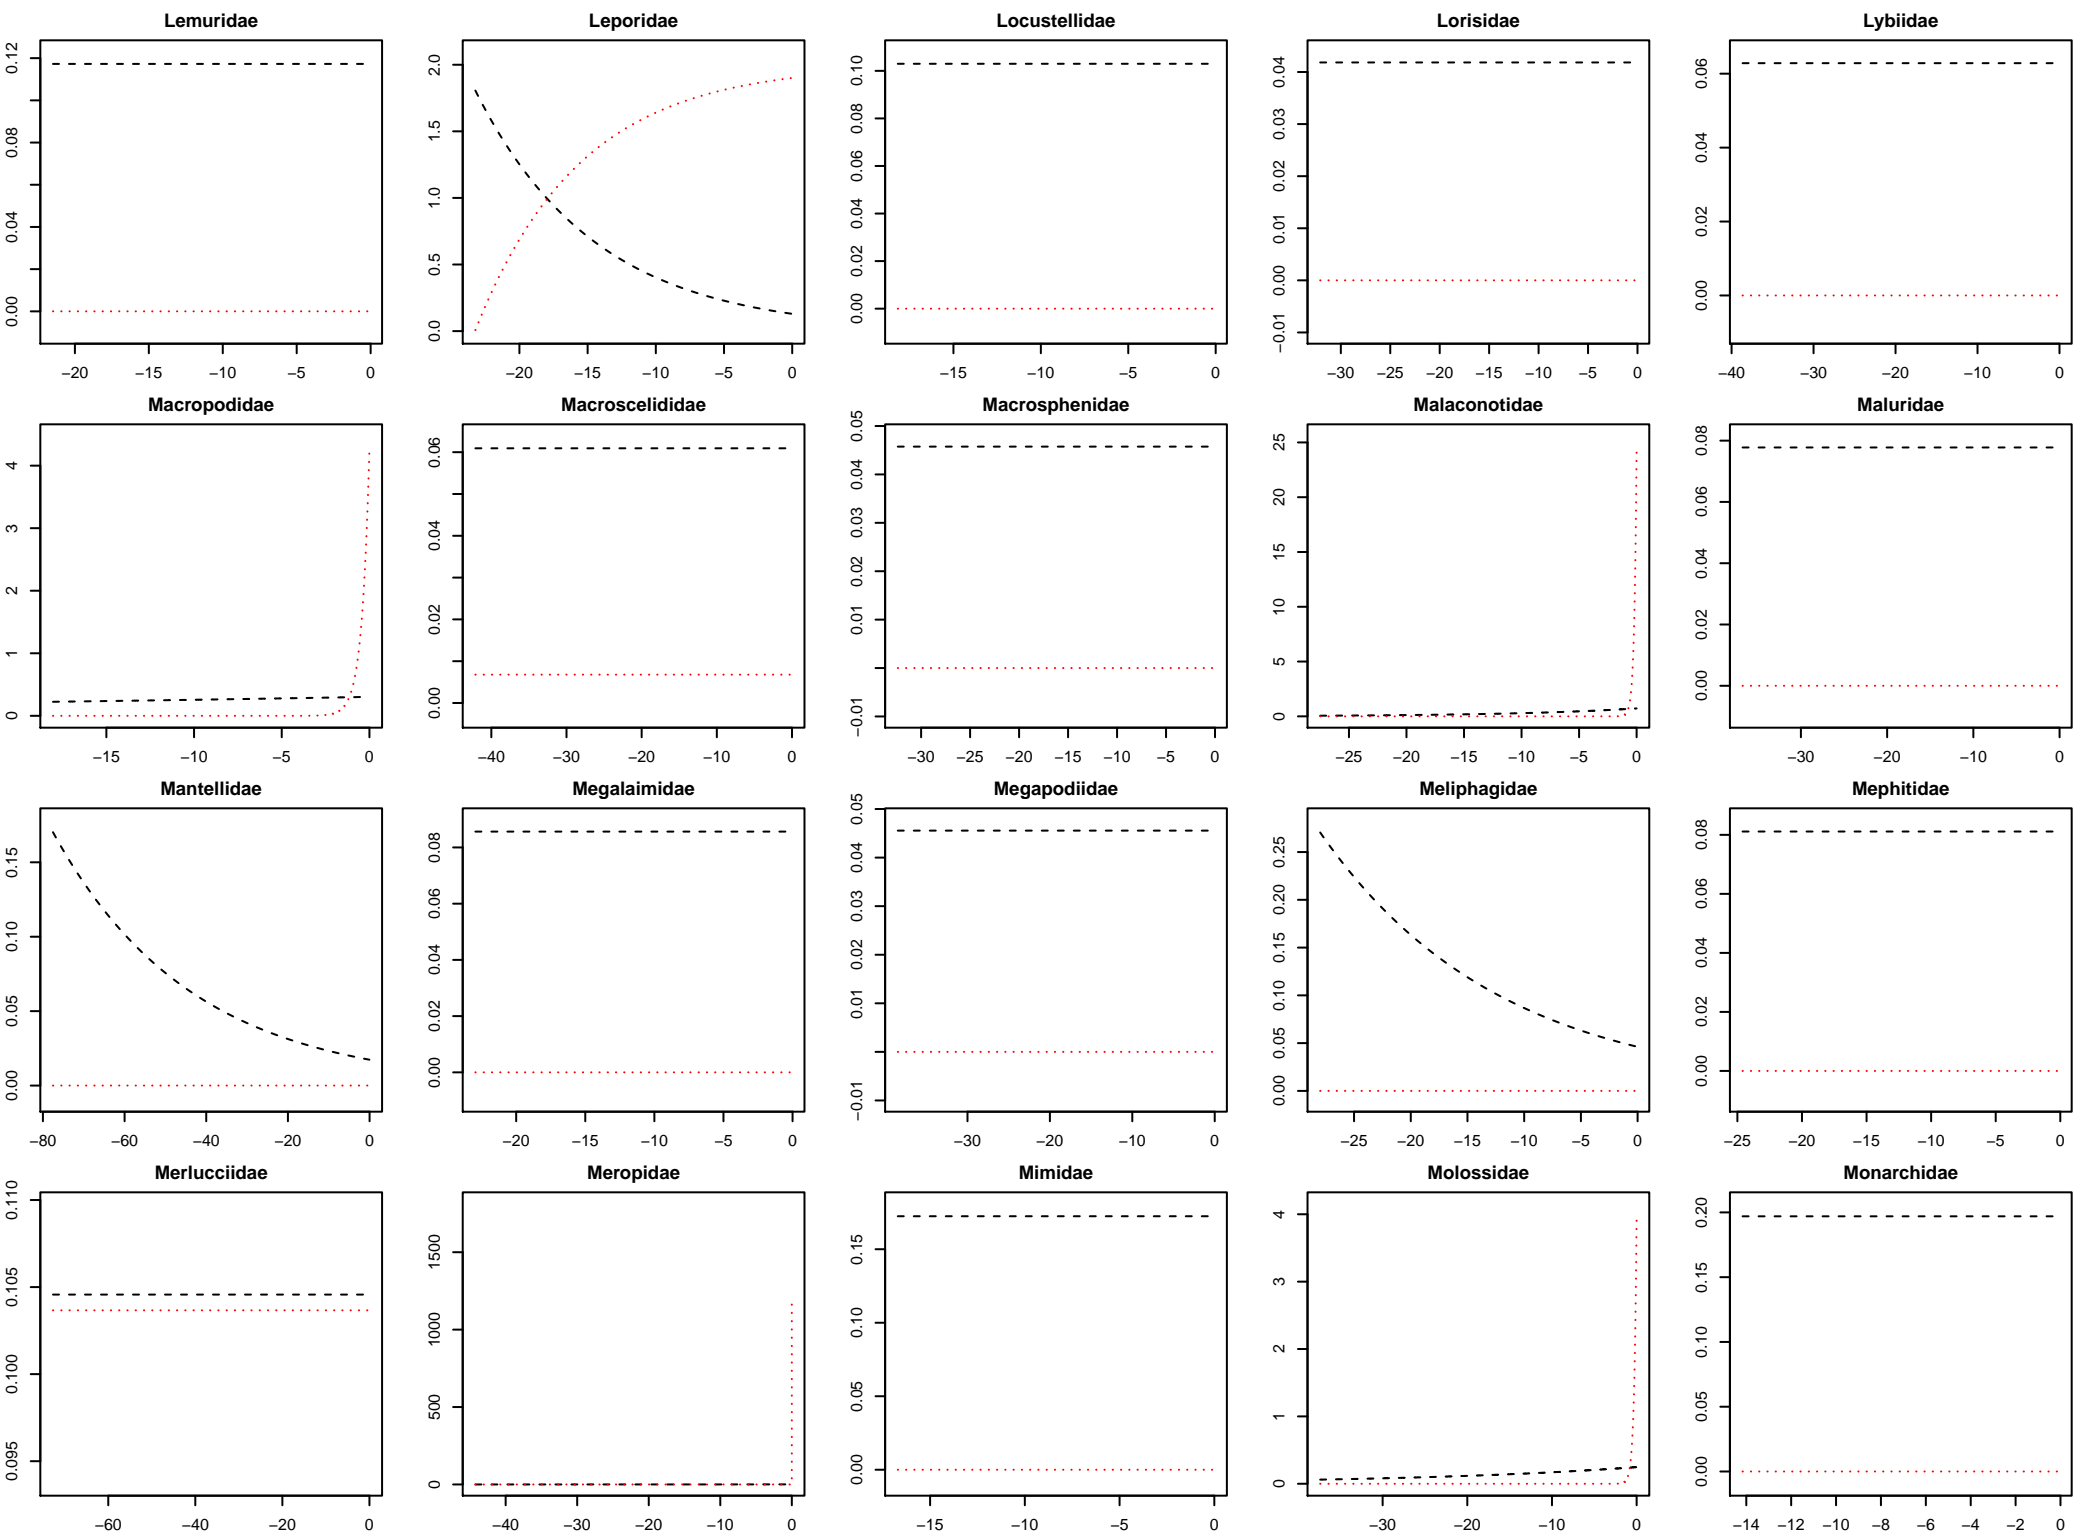 Lemuridae Leporidae Locustellidae Lorisidae Lybiidae
0.00 0.04 0.08 0.12
0.0 0.5 1.0 1.5 2.0
0.00 0.02 0.04 0.06 0.08 0.10
−0.01 0.00 0.01 0.02 0.03 0.04
0.00 0.02 0.04 0.06
−20 −15 −10 −5 0
−20 −15 −10 −5 0
−15 −10 −5 0
−30 −25 −20 −15 −10 −5 0
−40 −30 −20 −10 0
Macropodidae Macroscelididae Macrosphenidae Malaconotidae Maluridae
0 1 2 3 4
0.00 0.02 0.04 0.06
−0.01 0.01 0.02 0.03 0.04 0.05
0 5 10 15 20 25
0.00 0.02 0.04 0.06 0.08
−15 −10 −5 0
−40 −30 −20 −10 0
−30 −25 −20 −15 −10 −5 0
−25 −20 −15 −10 −5 0
−30 −20 −10 0
Mantellidae Megalaimidae Megapodiidae Meliphagidae Mephitidae
0.00 0.05 0.10 0.15
0.00 0.02 0.04 0.06 0.08
−0.01 0.01 0.02 0.03 0.04 0.05
0.00 0.05 0.10 0.15 0.20 0.25
0.00 0.02 0.04 0.06 0.08
−80 −60 −40 −20 0
−20 −15 −10 −5 0
−30 −20 −10 0
−25 −20 −15 −10 −5 0
−25 −20 −15 −10 −5 0
Merlucciidae Meropidae Mimidae Molossidae Monarchidae
0.095 0.100 0.105 0.110
0 500 1000 1500
0.00 0.05 0.10 0.15
0 1 2 3 4
0.00 0.05 0.10 0.15 0.20
−60 −40 −20 0
−40 −30 −20 −10 0
−15 −10 −5 0
−30 −20 −10 0
−14 −12 −10 −8 −6 −4 −2 0